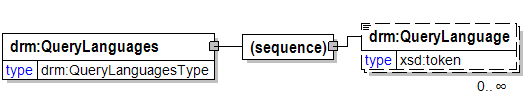 drm:QueryLanguages
type drm:QueryLanguagesType
(sequence)
drm:QueryLanguage
type xsd:token
0.. ∞